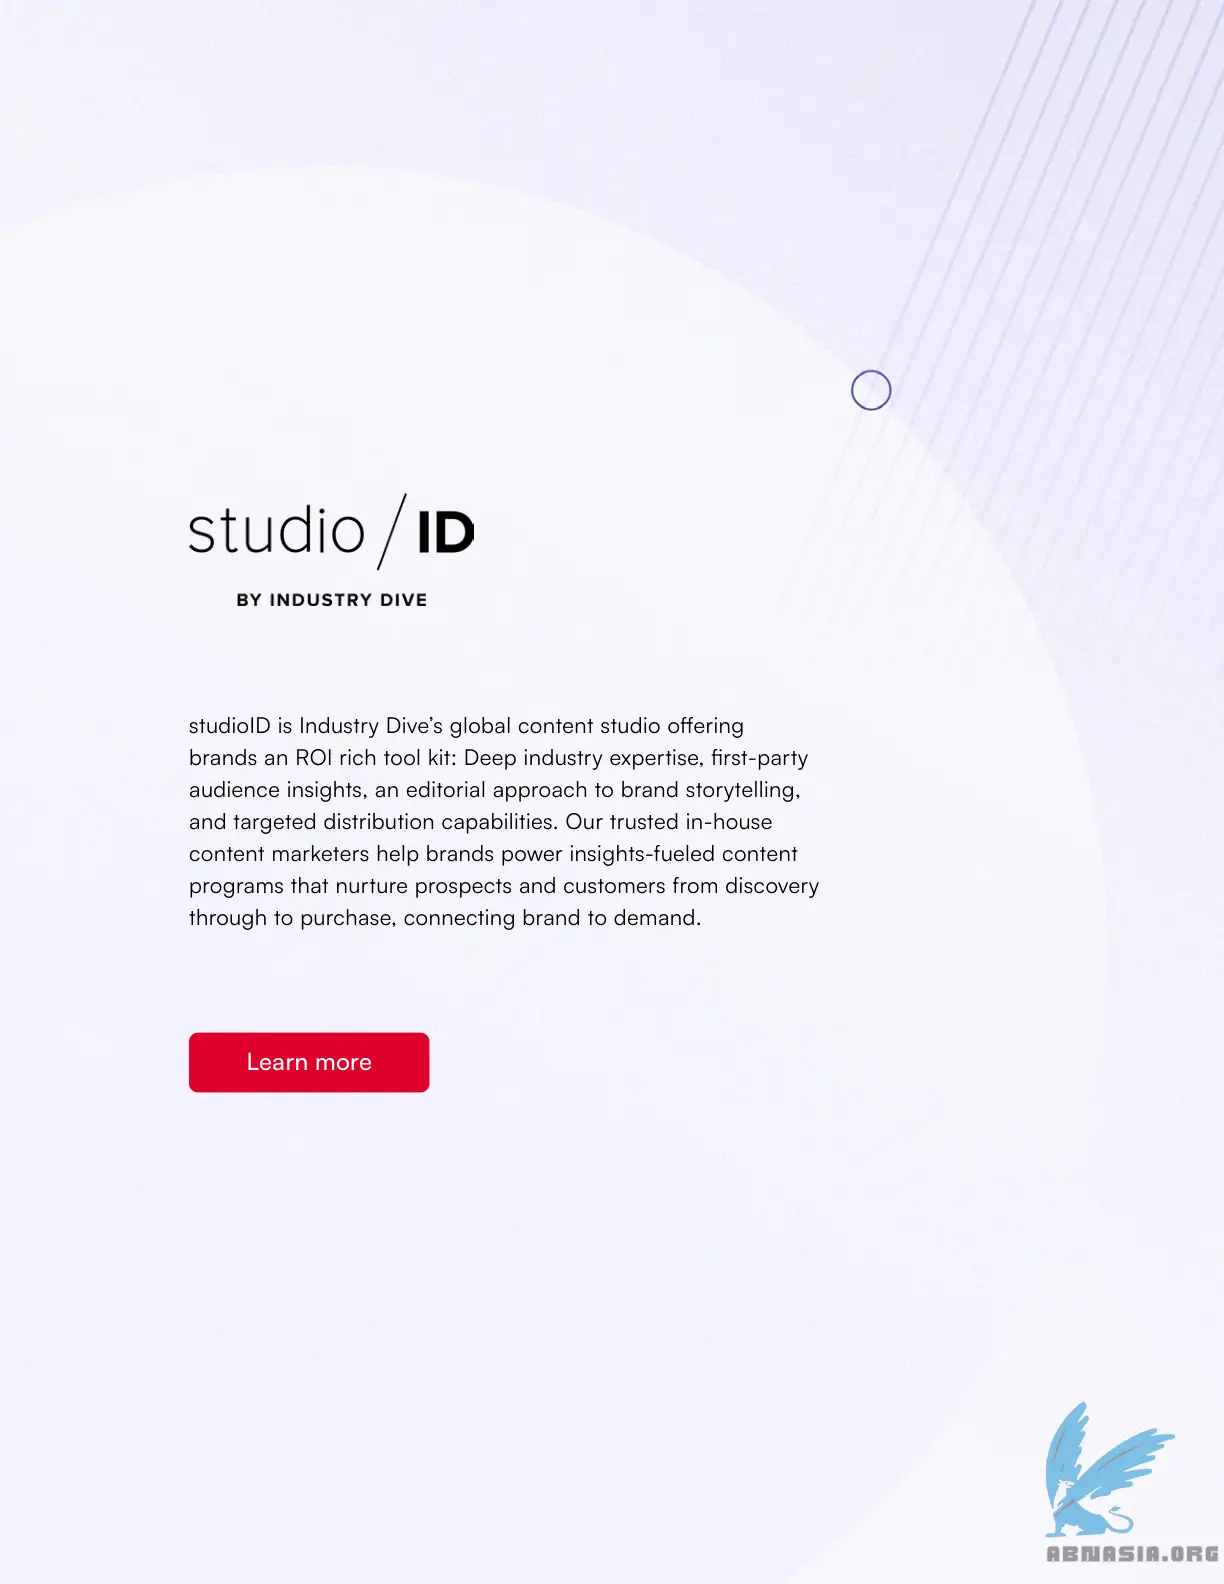 studio / ID
BY INDUSTRY DIVE
studioID is Industry Dive’s global content studio offering
brands an ROI rich tool kit: Deep industry expertise, first-party
audience insights, an editorial approach to brand storytelling,
and targeted distribution capabilities. Our trusted in-house
content marketers help brands power insights-fueled content
programs that nurture prospects and customers from discovery
through to purchase, connecting brand to demand.
Learn more
ABNASIA.ORG